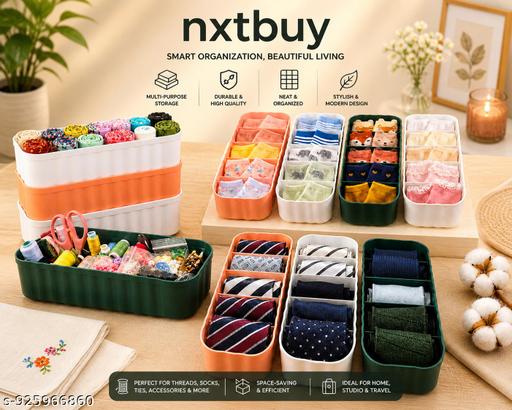 nxtbuy
SMART ORGANIZATION, BEAUTIFUL LIVING
MULTI-PURPOSE
STORAGE
DURABLE &
HIGH QUALITY
NEAT &
ORGANIZED
STYLISH &
MODERN DESIGN
PERFECT FOR THREADS, SOCKS,
TIES, ACCESSORIES & MORE
SPACE-SAVING
& EFFICIENT
IDEAL FOR HOME,
STUDIO & TRAVEL
s-925966860